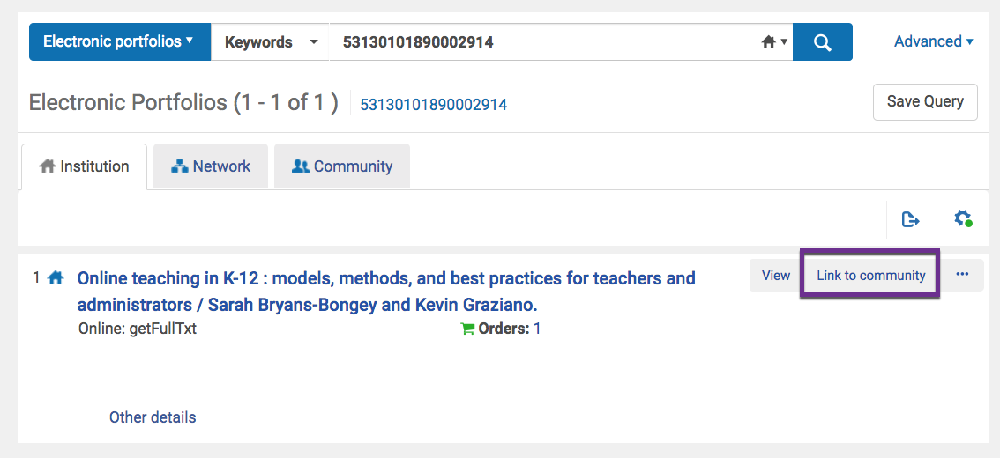 Electronic portfolios Keywords 53130101890002914 Advanced
Electronic Portfolios (1 - 1 of 1 ) 53130101890002914 Save Query
Institution Network Community
1 Online teaching in K-12 : models, methods, and best practices for teachers and View Link to community ...
administrators / Sarah Bryans-Bongey and Kevin Graziano.
Online: getFullTxt Orders: 1
Other details